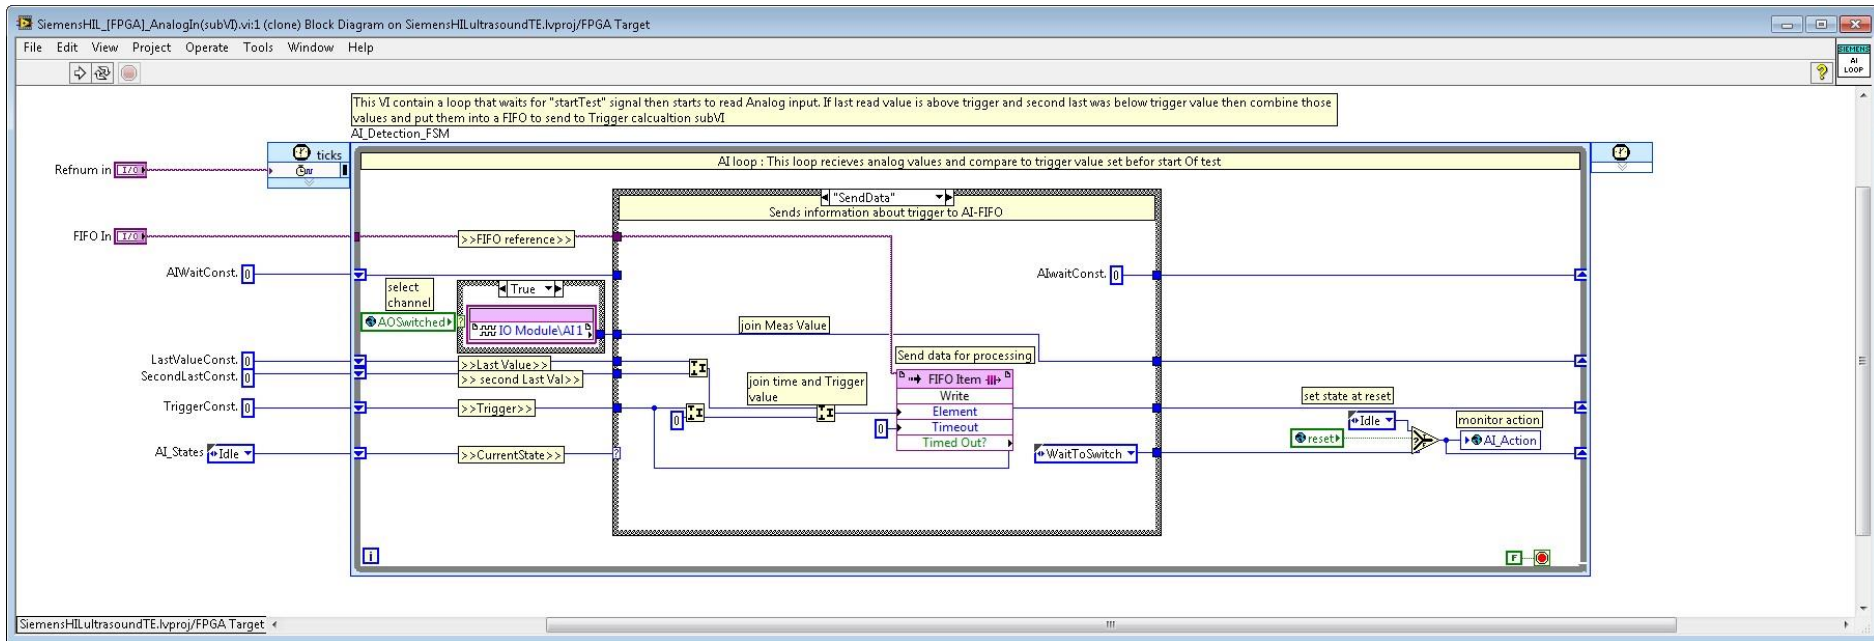 SiemensHIL_[FPGA]_AnalogIn(subVI).vi:1 (clone) Block Diagram on SiemensHILultrasoundTE.lvproj/FPGA Target
File Edit View Project Operate Tools Window Help
SIEMENS
AI
LOOP
This VI contain a loop that waits for "startTest" signal then starts to read Analog input. If last read value is above trigger and second last was below trigger value then combine those
values and put them into a FIFO to send to Trigger calcualtion subVI
AI_Detection_FSM
ticks
AI loop : This loop recieves analog values and compare to trigger value set befor start Of test
Refnum in I/O
"SendData"
Sends information about trigger to AI-FIFO
FIFO In I/O
>>FIFO reference>>
AIWaitConst. 0
AIwaitConst. 0
select
channel
True
AOSwitched
IO Module\AI1
join Meas Value
LastValueConst. 0
>>Last Value>>
Send data for processing
SecondLastConst. 0
>> second Last Val>>
join time and Trigger
value
FIFO Item
Write
Element
Timeout
Timed Out?
TriggerConst. 0
>>Trigger>>
0
0
set state at reset
Idle
monitor action
reset
AI_Action
AI_States Idle
>>CurrentState>>
?
WaitToSwitch
i
F
SiemensHILultrasoundTE.lvproj/FPGA Target